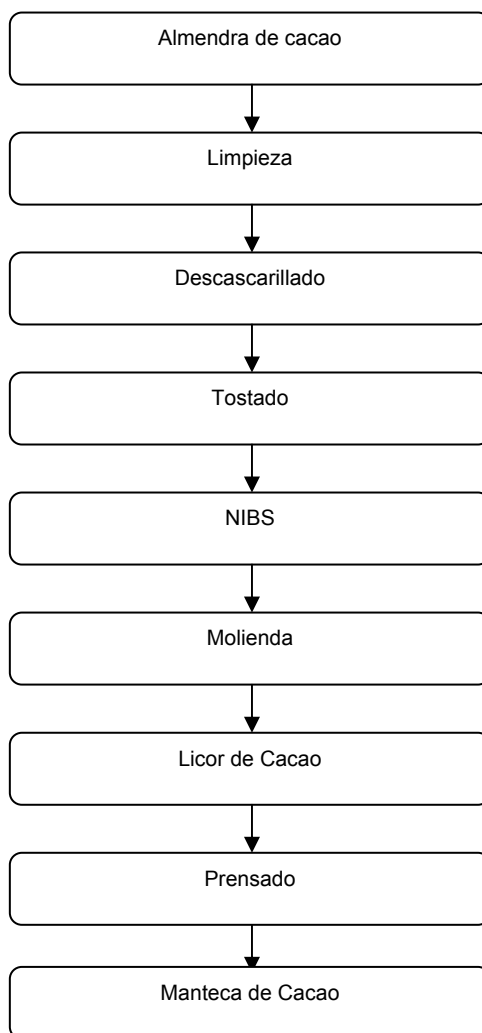 Almendra de cacao
Limpieza
Descascarillado
Tostado
NIBS
Molienda
Licor de Cacao
Prensado
Manteca de Cacao